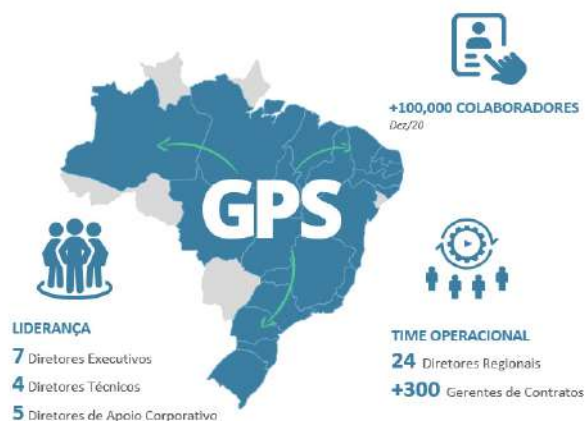 +100,000 COLABORADORES
Dez/20
GPS
LIDERANÇA
7 Diretores Executivos
4 Diretores Técnicos
5 Diretores de Apoio Corporativo
TIME OPERACIONAL
24 Diretores Regionais
+300 Gerentes de Contratos